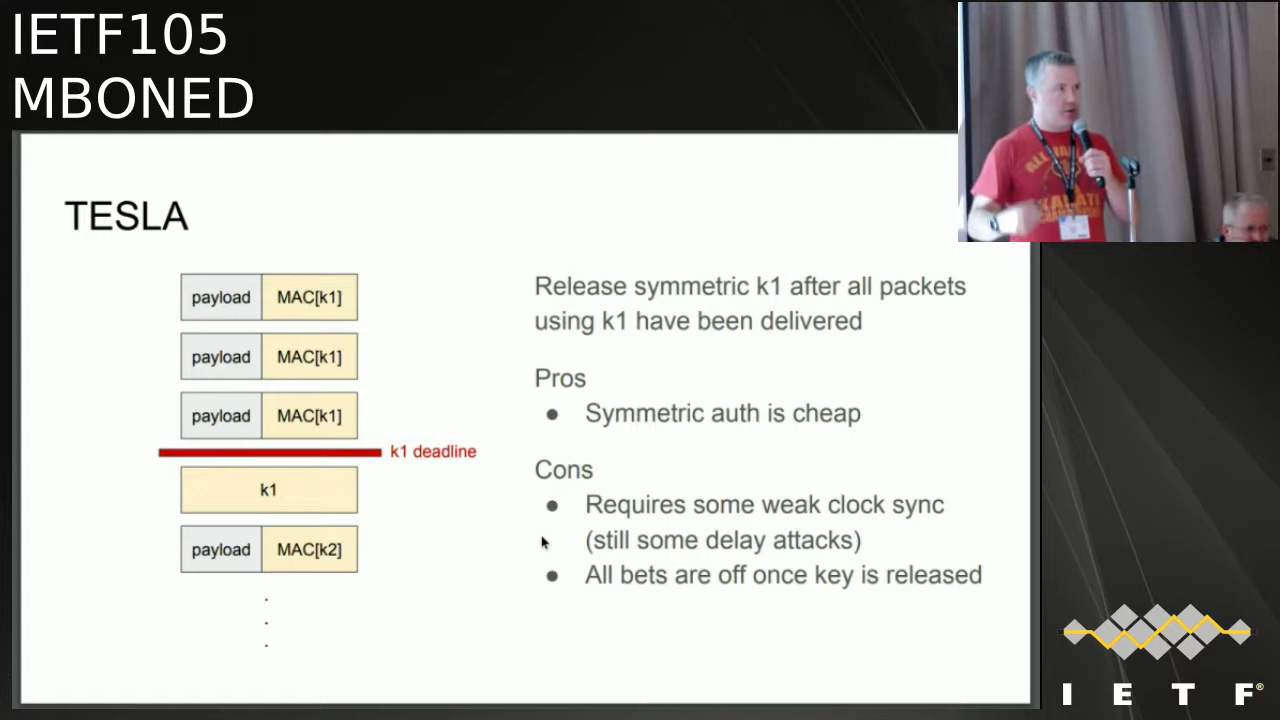 IETF105
MBONED
TESLA
payload MAC[k1]
payload MAC[k1]
payload MAC[k1]
k1 deadline
k1
payload MAC[k2]
Release symmetric k1 after all packets
using k1 have been delivered
Pros
● Symmetric auth is cheap
Cons
● Requires some weak clock sync
(still some delay attacks)
● All bets are off once key is released
I E T F®